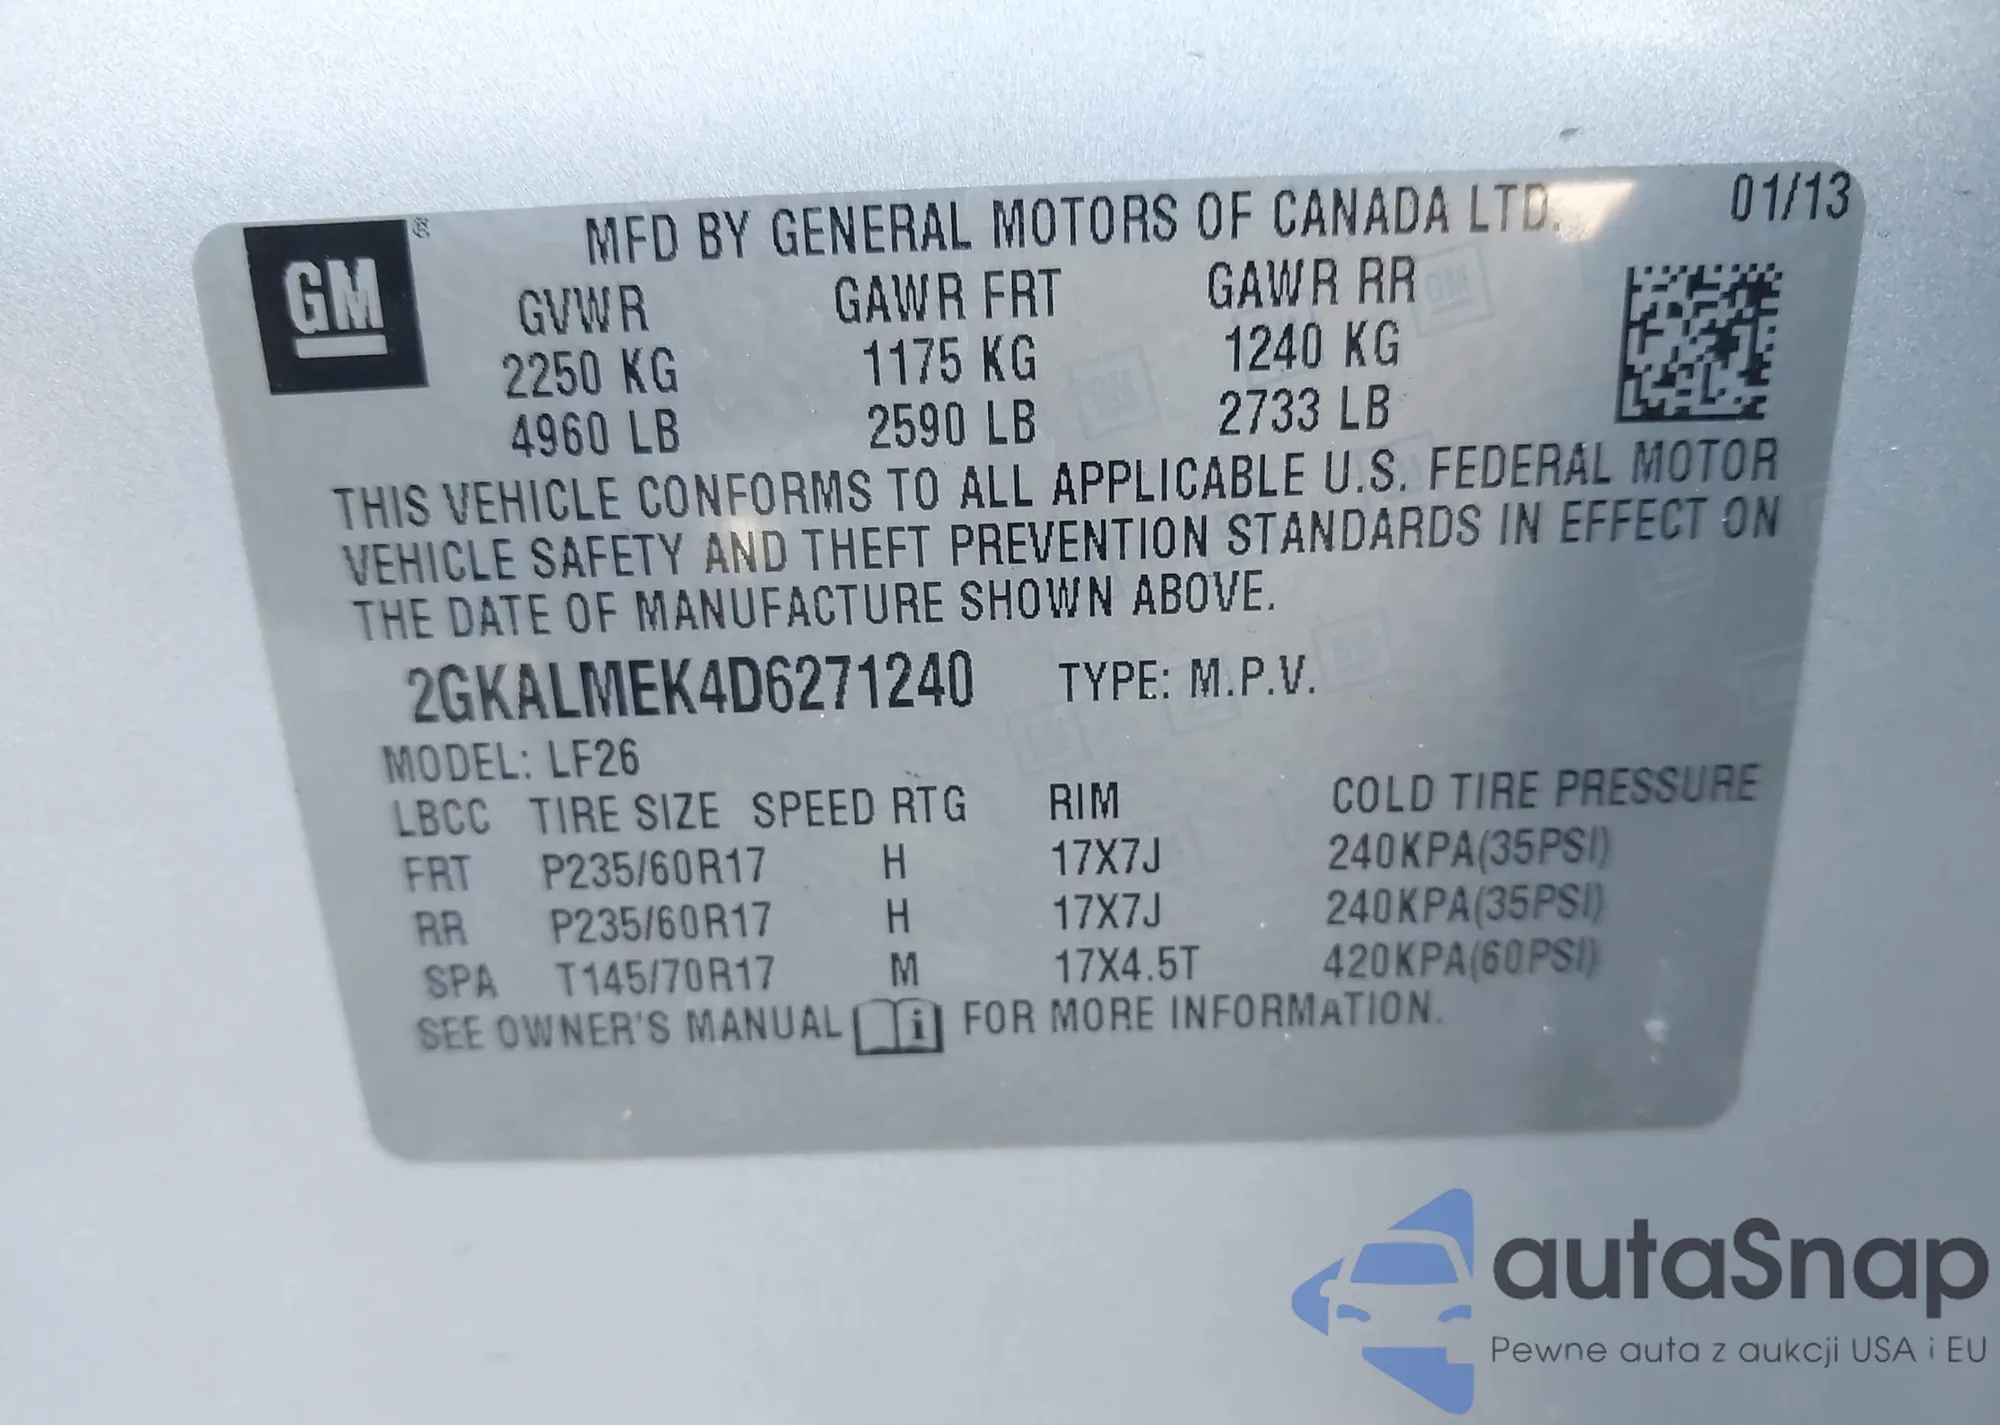 GM ® MFD BY GENERAL MOTORS OF CANADA LTD. 01/13
GVWR GAWR FRT GAWR RR
2250 KG 1175 KG 1240 KG
4960 LB 2590 LB 2733 LB
THIS VEHICLE CONFORMS TO ALL APPLICABLE U.S. FEDERAL MOTOR
VEHICLE SAFETY AND THEFT PREVENTION STANDARDS IN EFFECT ON
THE DATE OF MANUFACTURE SHOWN ABOVE.
2GKALMEK4D6271240 TYPE: M.P.V.
MODEL: LF26
LBCC TIRE SIZE SPEED RTG RIM COLD TIRE PRESSURE
FRT P235/60R17 H 17X7J 240KPA(35PSI)
RR P235/60R17 H 17X7J 240KPA(35PSI)
SPA T145/70R17 M 17X4.5T 420KPA(60PSI)
SEE OWNER'S MANUAL i FOR MORE INFORMATION.
autaSnap
Pewne auta z aukcji USA i EU